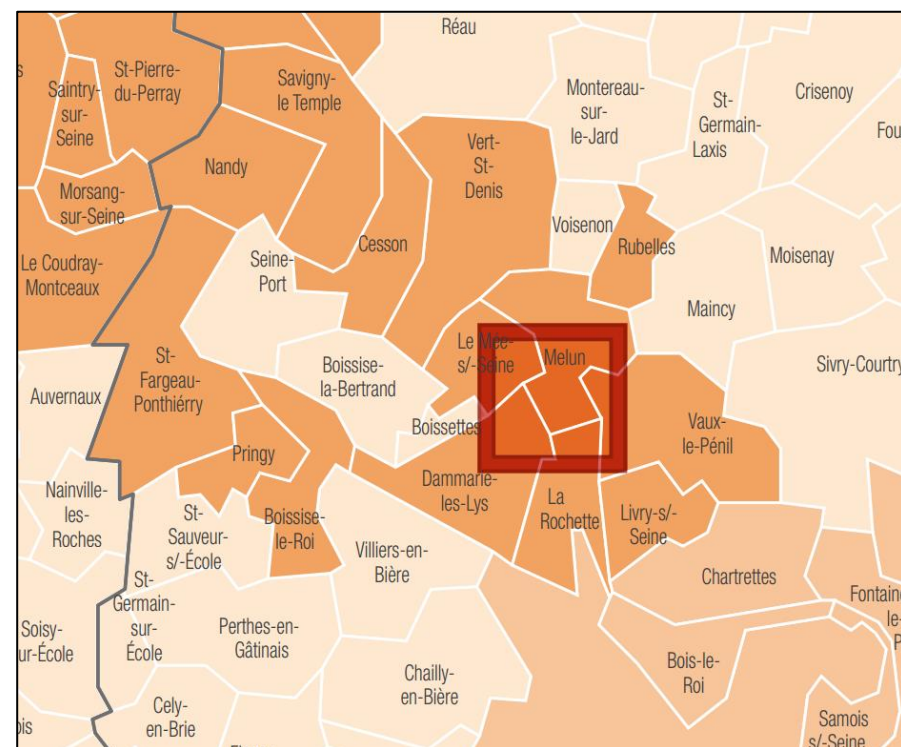 Réau
St-Pierre-
du-Perray
Savigny-
le Temple
Saintry-
sur-
Seine
Montereau-
sur-
le-Jard
St-
Germain-
Laxis
Crisenoy
Fou
Vert-
St-
Denis
Nandy
Morsang-
sur-Seine
Cesson
Voisenon
Rubelles
Moisenay
Le Coudray-
Montceaux
Seine-
Port
Maincy
Le Mée-
s/-Seine
Melun
St-
Fargeau-
Ponthiérry
Boissise-
la-Bertrand
Sivry-Courtry
Auvernaux
Boissettes
Vaux-
le-Pénil
Pringy
Dammarie-
les-Lys
Nainville-
les-
Roches
St-
Sauveur-
s/-École
Boissise-
le-Roi
La
Rochette
Livry-s/-
Seine
Villiers-en-
Bière
Chartrettes
St-
Germain-
sur-
École
Fontaine
le-
P
Soisy-
ur-École
Perthes-en-
Gâtinais
Bois-le-
Roi
Chailly-
en-Bière
Cely-
en-Brie
Samois
s/-Seine